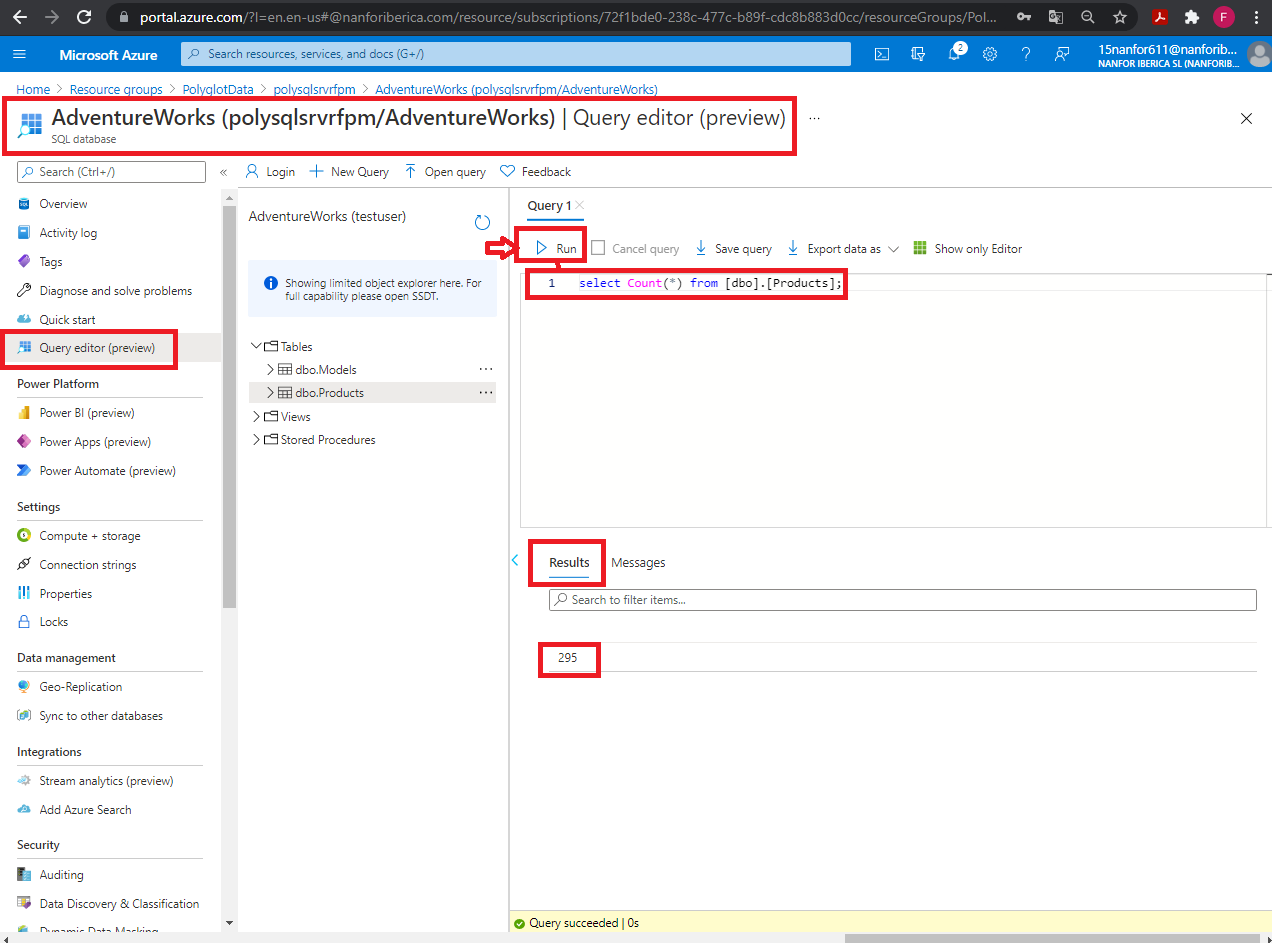 portal.azure.com/?l=en.en-us#@nanforiberica.com/resource/subscriptions/72f1bde0-238c-477c-b89f-cdc8b883d0cc/resourceGroups/Pol...
F
Microsoft Azure
Search resources, services, and docs (G+/)
2
15nanfor611@nanforib...
NANFOR IBERICA SL (NANFORIB...
Home > Resource groups > PolyglotData > polysqlsrvrfpm > AdventureWorks (polysqlsrvrfpm/AdventureWorks)
AdventureWorks (polysqlsrvrfpm/AdventureWorks) | Query editor (preview) ...
SQL database
Search (Ctrl+/)
«
Overview
Activity log
Tags
Diagnose and solve problems
Quick start
Query editor (preview)
Power Platform
Power BI (preview)
Power Apps (preview)
Power Automate (preview)
Settings
Compute + storage
Connection strings
Properties
Locks
Data management
Geo-Replication
Sync to other databases
Integrations
Stream analytics (preview)
Add Azure Search
Security
Auditing
Data Discovery & Classification
Dynamic Data Masking
Login New Query Open query Feedback
AdventureWorks (testuser)
Showing limited object explorer here. For
full capability please open SSDT.
Tables
dbo.Models ...
dbo.Products ...
Views
Stored Procedures
Query 1
Run Cancel query Save query Export data as Show only Editor
1 select Count(*) from [dbo].[Products];
Results Messages
Search to filter items...
295
Query succeeded | 0s